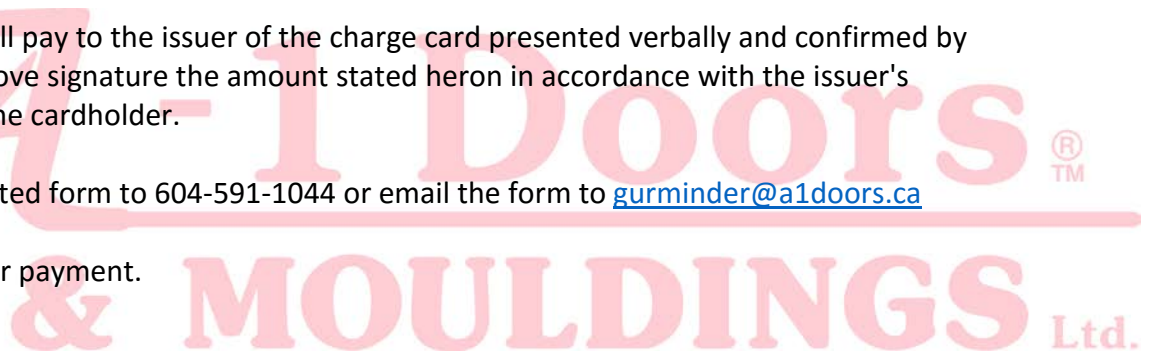 ll pay to the issuer of the charge card presented verbally and confirmed by
ove signature the amount stated heron in accordance with the issuer's
ne cardholder.
ted form to 604-591-1044 or email the form to gurminder@a1doors.ca
r payment.
A-1 Doors ® TM
& MOULDINGS Ltd.